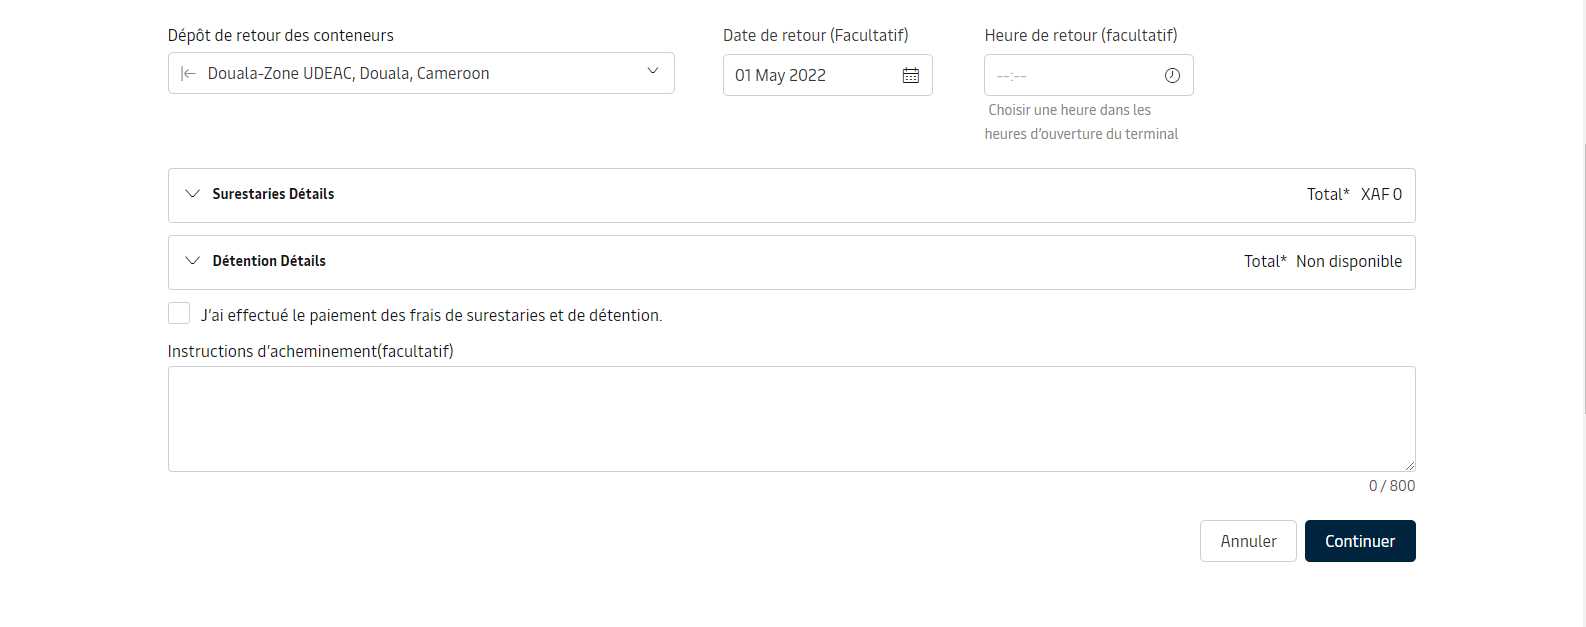 Dépôt de retour des conteneurs
Date de retour (Facultatif)
Heure de retour (facultatif)
Douala-Zone UDEAC, Douala, Cameroon
01 May 2022
--:--
Choisir une heure dans les
heures d’ouverture du terminal
Surestaries Détails
Total* XAF 0
Détention Détails
Total* Non disponible
J’ai effectué le paiement des frais de surestaries et de détention.
Instructions d’acheminement(facultatif)
0 / 800
Annuler
Continuer